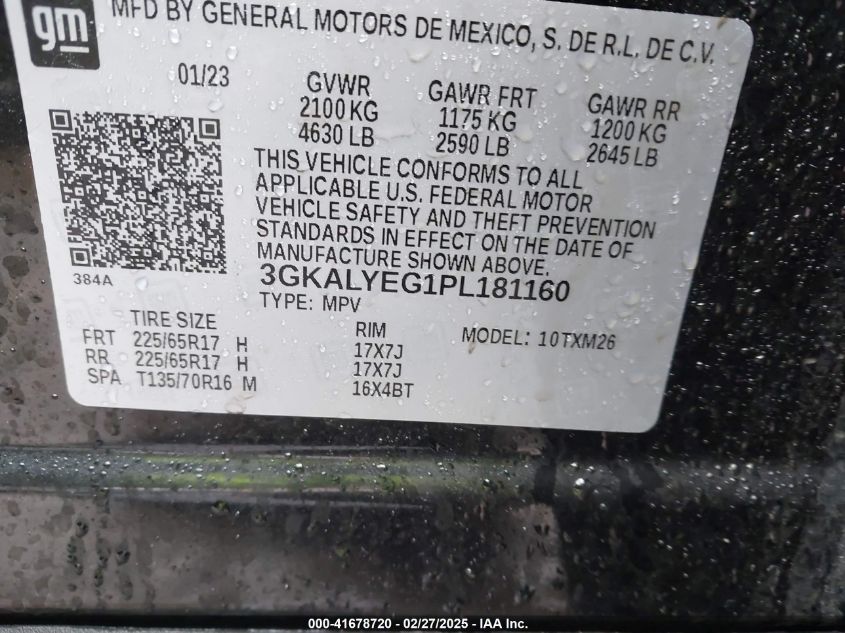 gm
MFD BY GENERAL MOTORS DE MEXICO, S. DE R.L. DE C.V.
01/23
GVWR
2100 KG
4630 LB
GAWR FRT
1175 KG
2590 LB
GAWR RR
1200 KG
2645 LB
THIS VEHICLE CONFORMS TO ALL
APPLICABLE U.S. FEDERAL MOTOR
VEHICLE SAFETY AND THEFT PREVENTION
STANDARDS IN EFFECT ON THE DATE OF
MANUFACTURE SHOWN ABOVE.
384A
3GKALYEG1PL181160
TYPE: MPV
MODEL: 10TXM26
TIRE SIZE RIM
FRT 225/65R17 H 17X7J
RR 225/65R17 H 17X7J
SPA T135/70R16 M 16X4BT
000-41678720 - 02/27/2025 - IAA Inc.